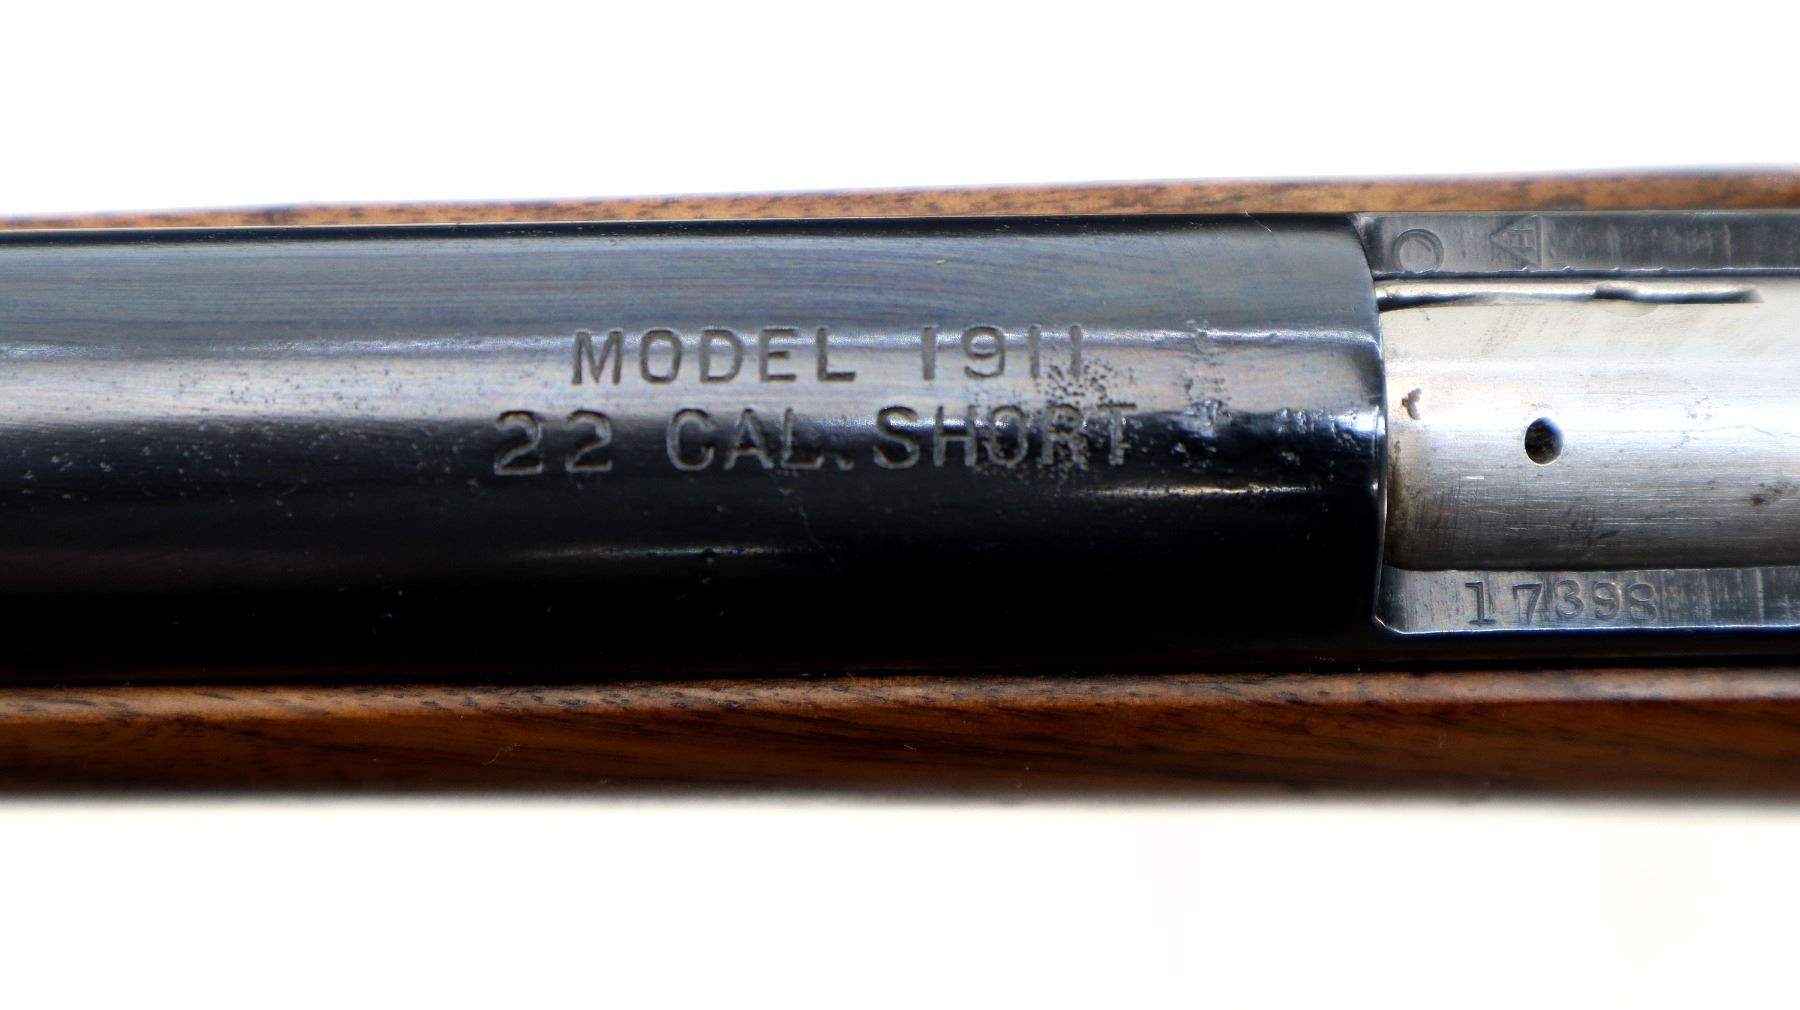 MODEL 1911
22 CAL. SHORT
C H
17398